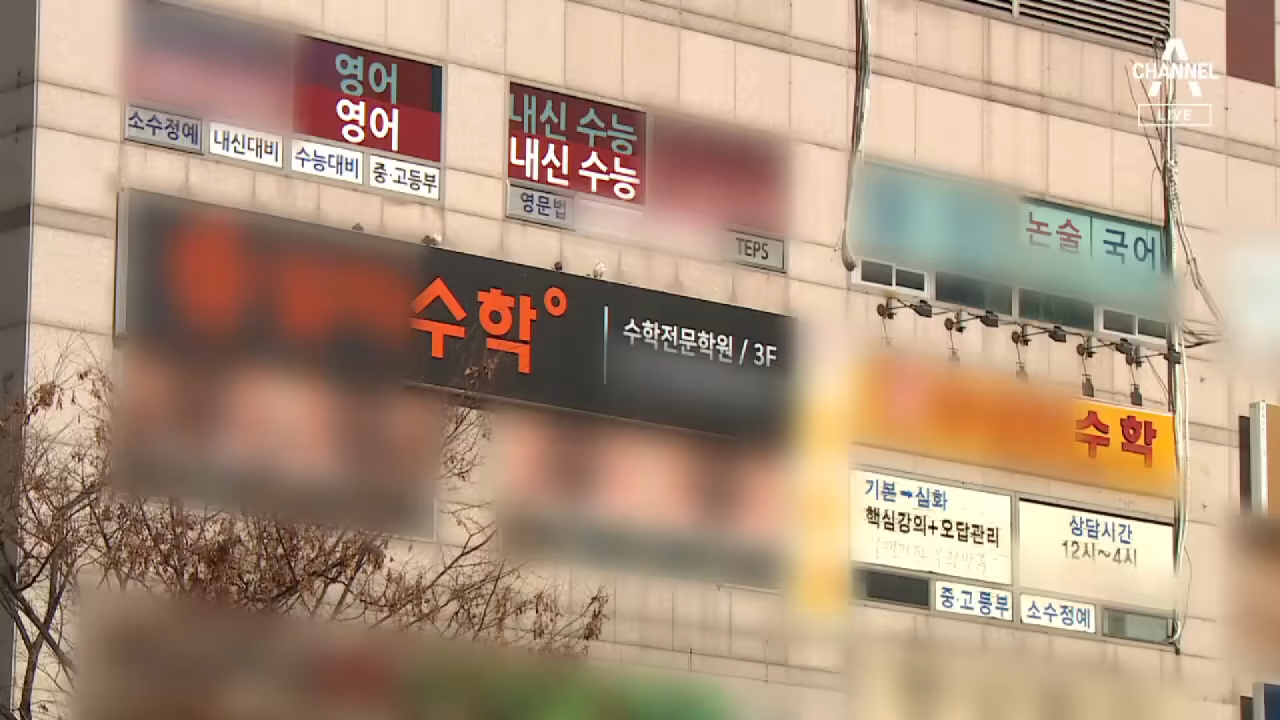 CHANNEL
LIVE
영어
영어
소수정예
내신대비
수능대비
중·고등부
내신 수능
내신 수능
영문법
TEPS
논술 국어
수학
수학전문학원 / 3F
수학
기본→심화
핵심강의+오답관리
상담시간
12시~4시
중·고등부
소수정예